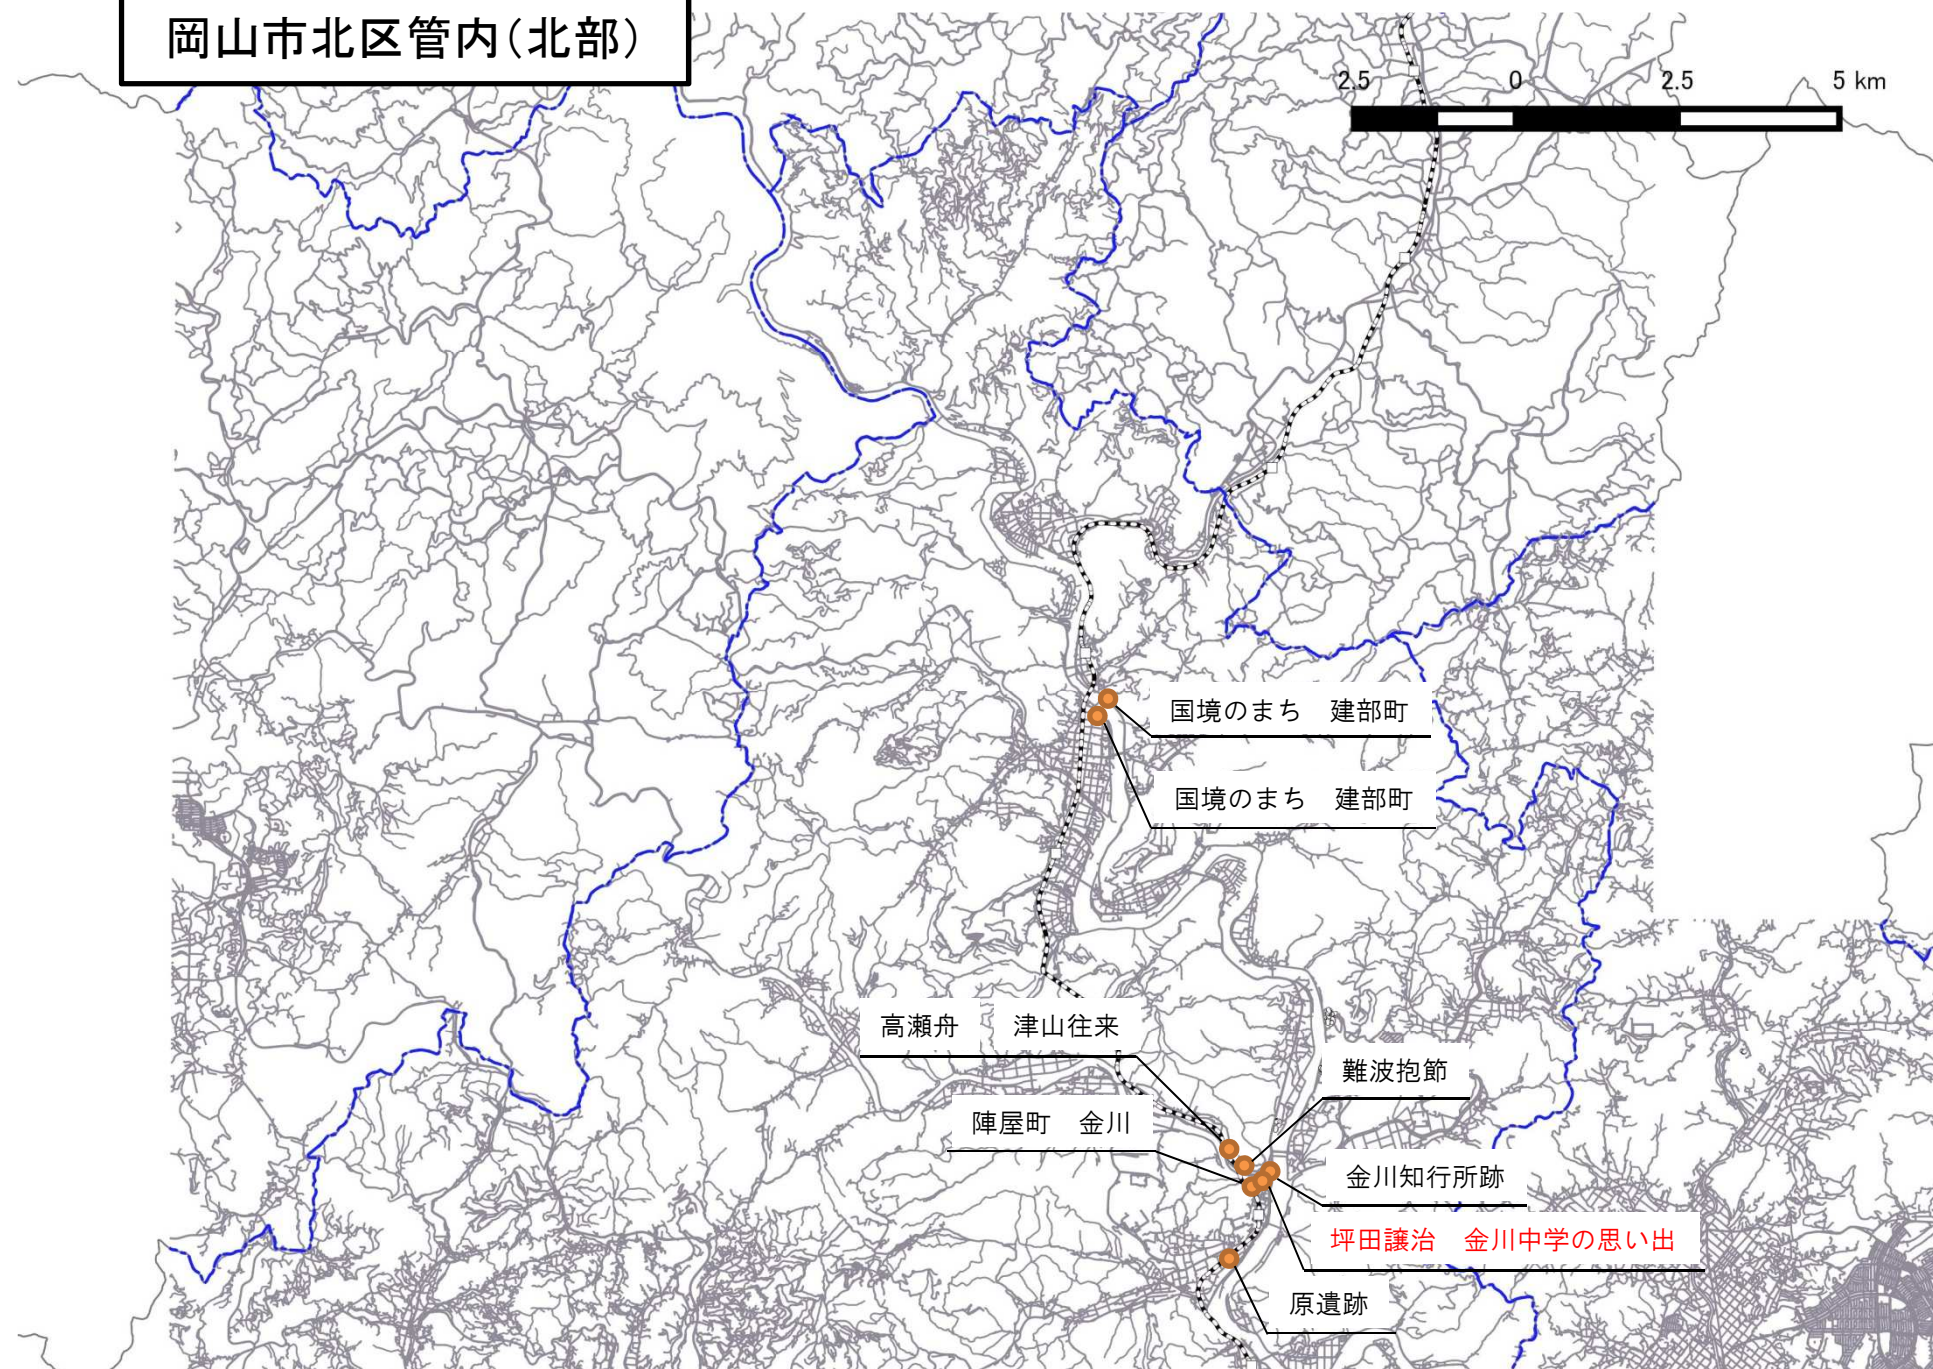 岡山市北区管内（北部）
2.5 0 2.5 5 km
国境のまち　建部町
国境のまち　建部町
高瀬舟　津山往来
難波抱節
陣屋町　金川
金川知行所跡
坪田譲治　金川中学の思い出
原遺跡